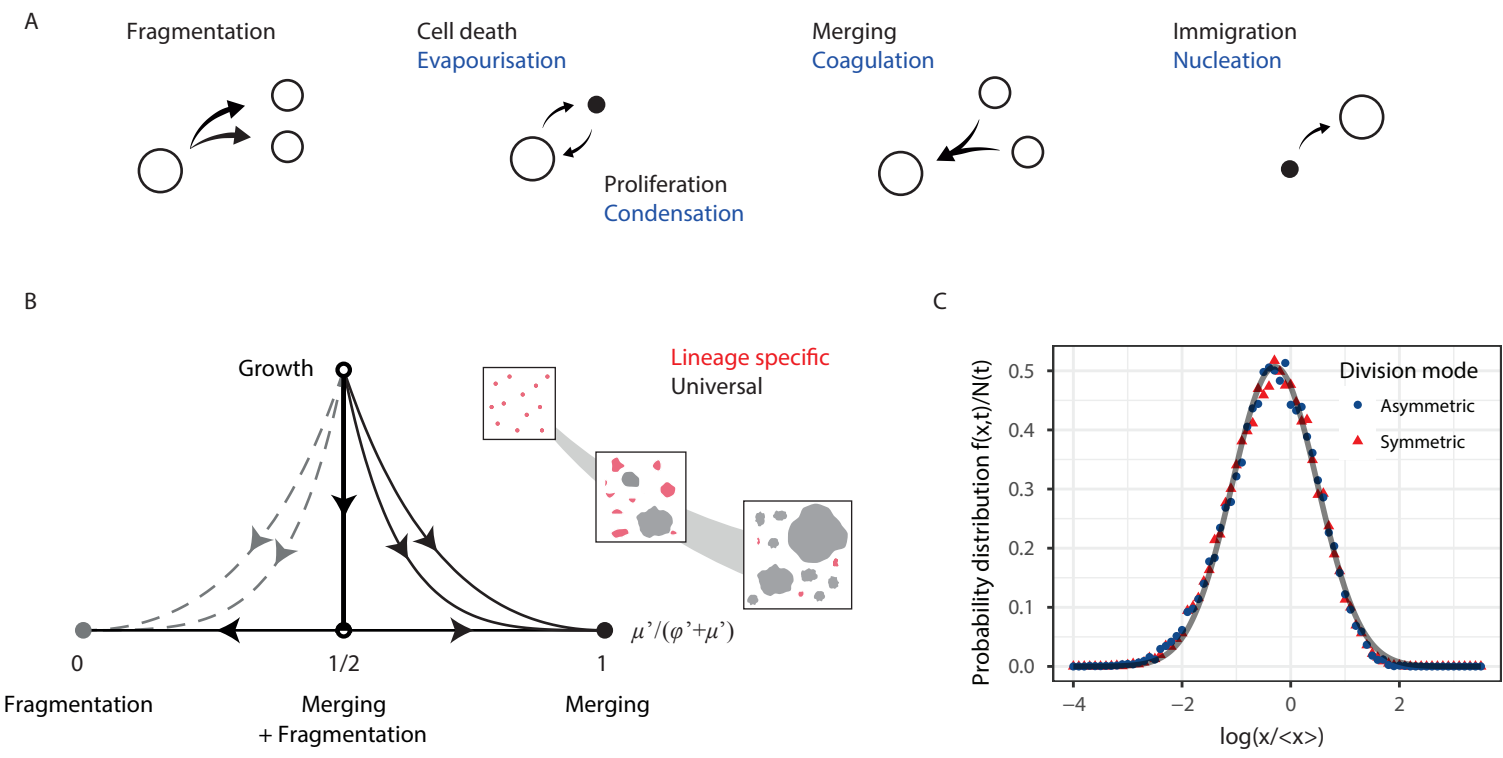 A
Fragmentation
Cell death
Evapourisation
Proliferation
Condensation
Merging
Coagulation
Immigration
Nucleation
B
Growth
Lineage specific
Universal
μ’/(φ’+μ’)
0
1/2
1
Fragmentation
Merging
+ Fragmentation
Merging
C
Probability distribution f(x,t)/N(t)
0.5
0.4
0.3
0.2
0.1
0.0
Division mode
Asymmetric
Symmetric
−4
−2
0
2
log(x/<x>)